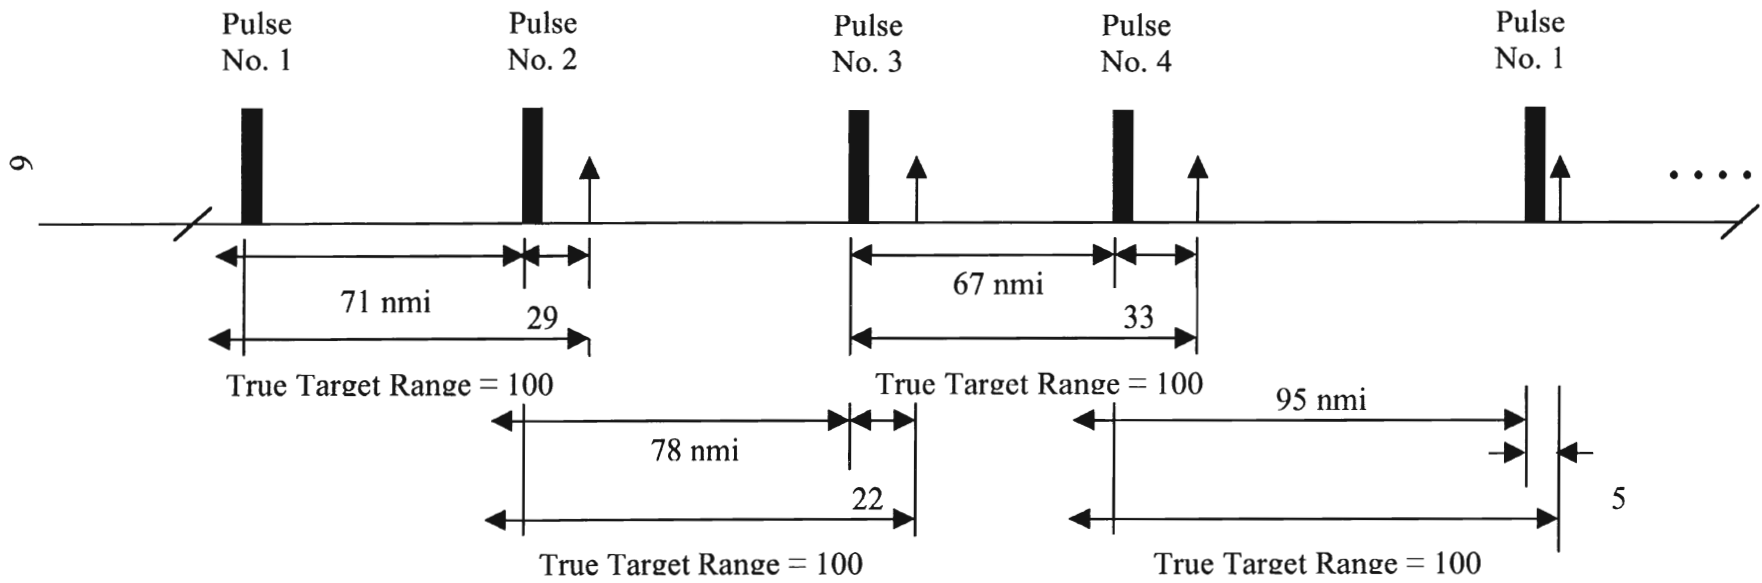 Pulse No. 1
Pulse No. 2
Pulse No. 3
Pulse No. 4
Pulse No. 1
9
71 nmi
29
67 nmi
33
True Target Range = 100
True Target Range = 100
95 nmi
78 nmi
22
5
True Target Range = 100
True Target Range = 100